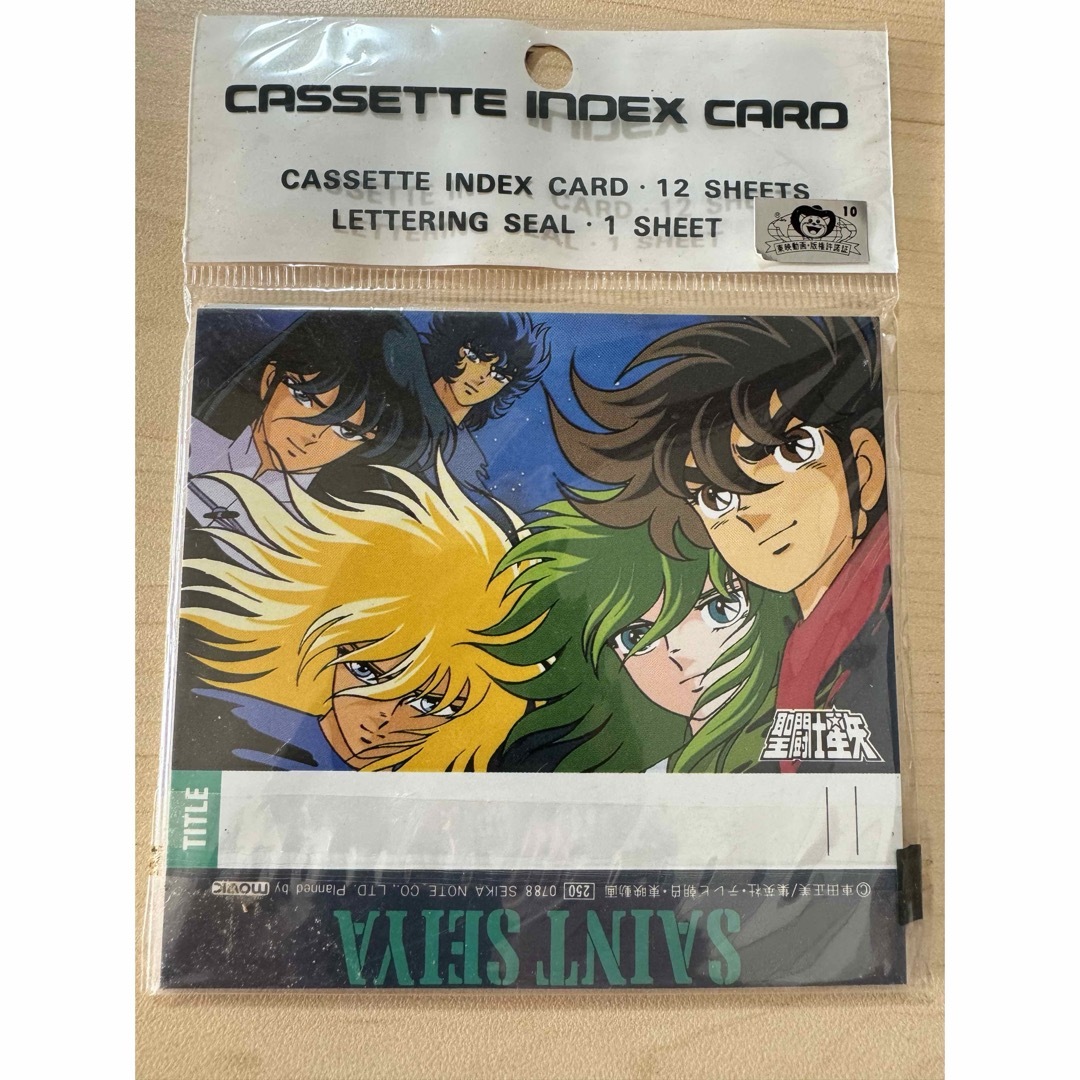 CASSETTE INDEX CARD
CASSETTE INDEX CARD · 12 SHEETS
LETTERING SEAL · 1 SHEET
10
東映動画・版権許諾証
聖闘士星矢
TITLE
Ⓒ車田正美/集英社・テレビ朝日・東映動画 250 0788 SEIKA NOTE CO., LTD. Planned by movic
SAINT SEIYA